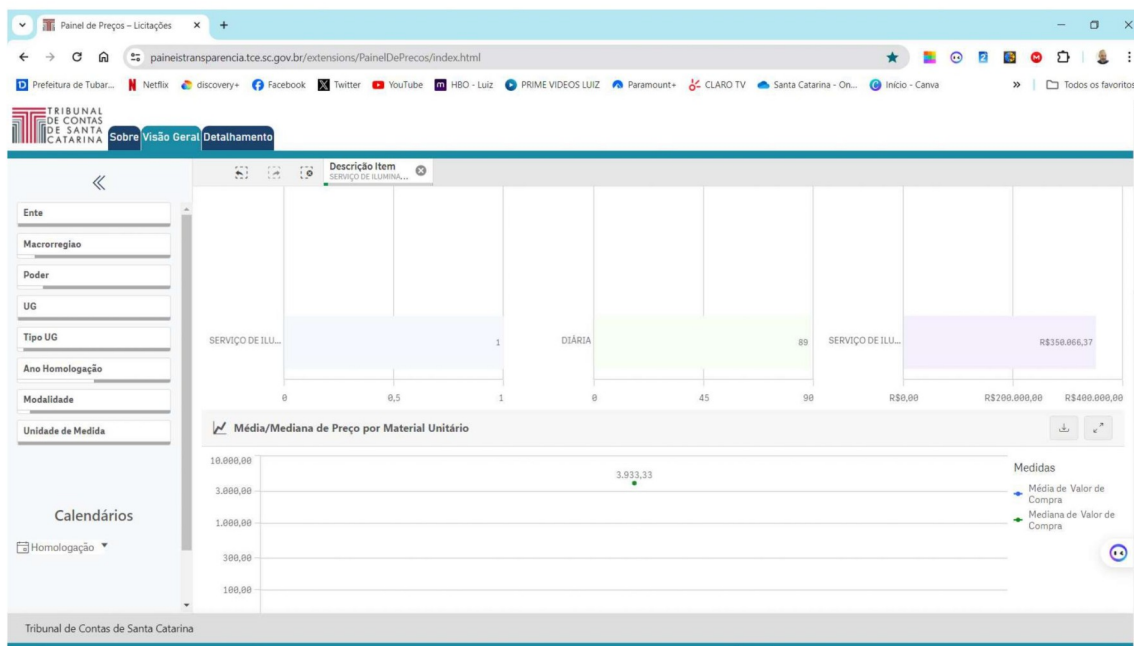 Painel de Preços – Licitações
paineistransparencia.tce.sc.gov.br/extensions/PainelDePrecos/index.html
Prefeitura de Tubar... Netflix discovery+ Facebook Twitter YouTube HBO - Luiz PRIME VIDEOS LUIZ Paramount+ CLARO TV Santa Catarina - On... Início - Canva » Todos os favoritos
TRIBUNAL
DE CONTAS
DE SANTA
CATARINA
Sobre Visão Geral Detalhamento
Descrição Item
SERVIÇO DE ILUMINA...
Ente
Macrorregiao
Poder
UG
Tipo UG
Ano Homologação
Modalidade
Unidade de Medida
Calendários
Homologação
SERVIÇO DE ILU... 1 DIÁRIA 89 SERVIÇO DE ILU... R$350.066,37
0 0,5 1 0 45 90 R$0,00 R$200.000,00 R$400.000,00
Média/Mediana de Preço por Material Unitário
10.000,00
3.000,00
1.000,00
300,00
100,00
3.933,33
Medidas
Média de Valor de
Compra
Mediana de Valor de
Compra
Tribunal de Contas de Santa Catarina